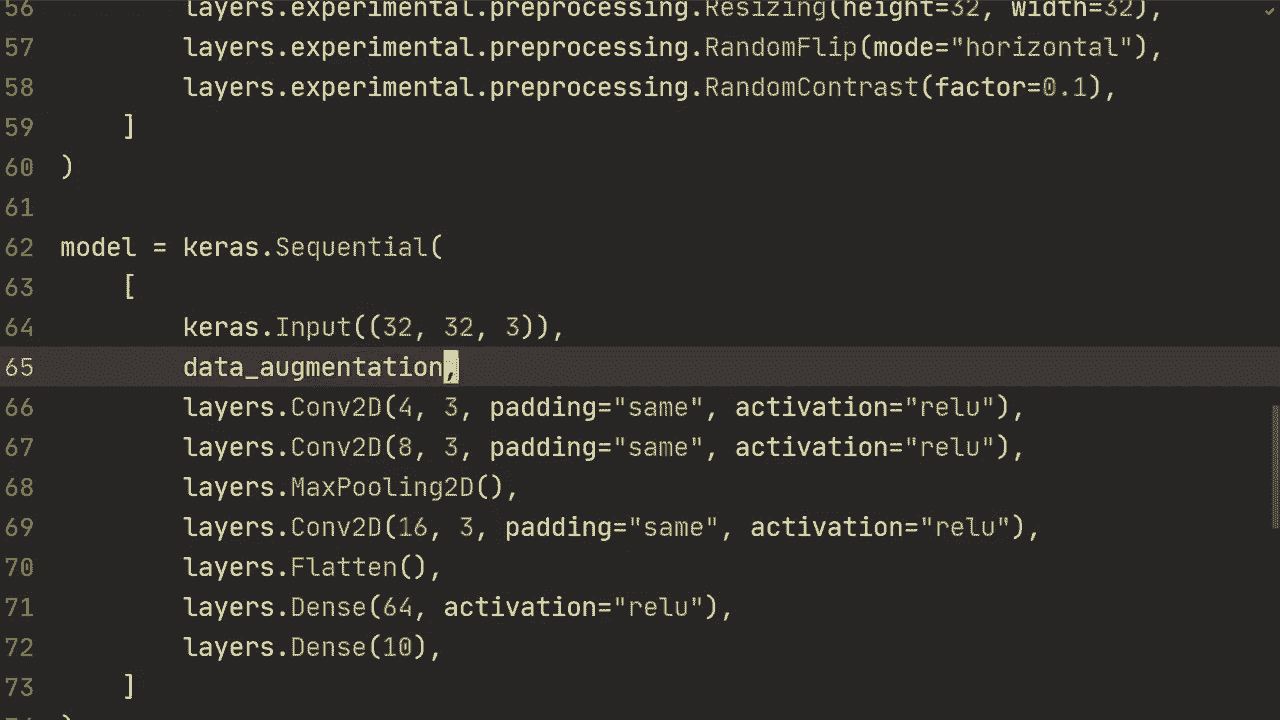 56 layers.experimental.preprocessing.Resizing(height=32, width=32),
57 layers.experimental.preprocessing.RandomFlip(mode="horizontal"),
58 layers.experimental.preprocessing.RandomContrast(factor=0.1),
59 ]
60 )
61
62 model = keras.Sequential(
63 [
64 keras.Input((32, 32, 3)),
65 data_augmentation,
66 layers.Conv2D(4, 3, padding="same", activation="relu"),
67 layers.Conv2D(8, 3, padding="same", activation="relu"),
68 layers.MaxPooling2D(),
69 layers.Conv2D(16, 3, padding="same", activation="relu"),
70 layers.Flatten(),
71 layers.Dense(64, activation="relu"),
72 layers.Dense(10),
73 ]